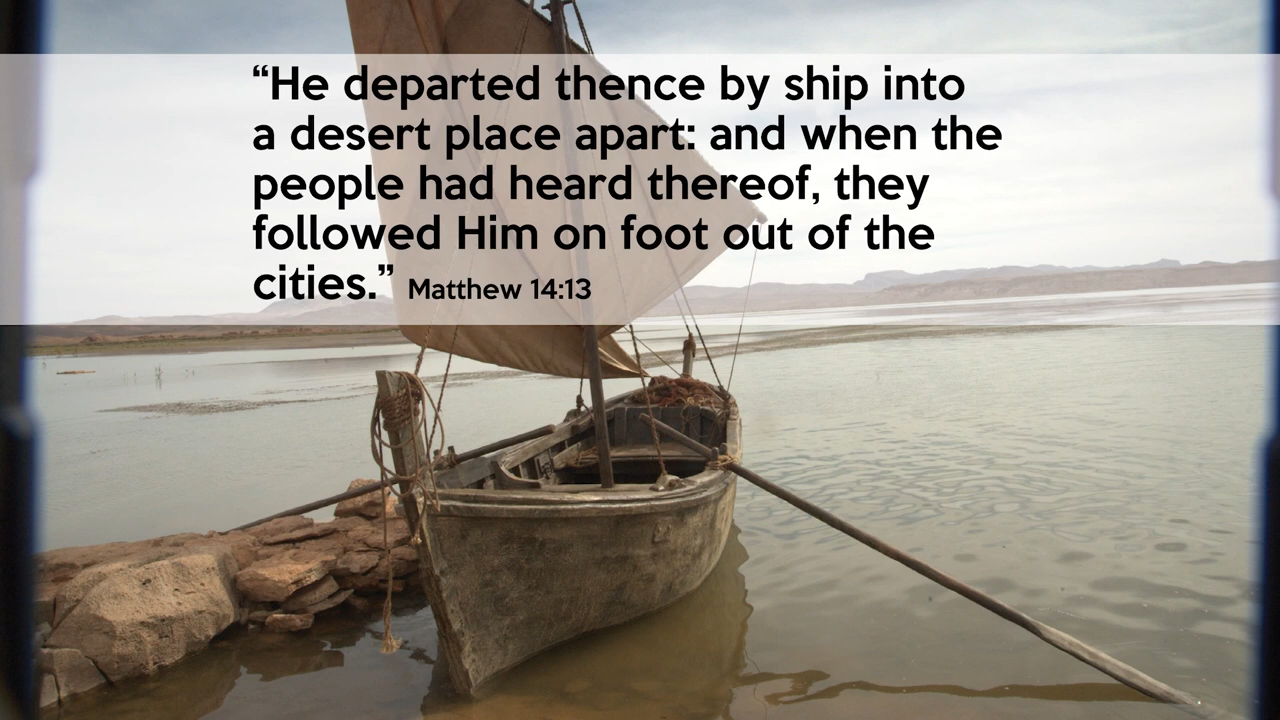 “He departed thence by ship into
a desert place apart: and when the
people had heard thereof, they
followed Him on foot out of the
cities.” Matthew 14:13